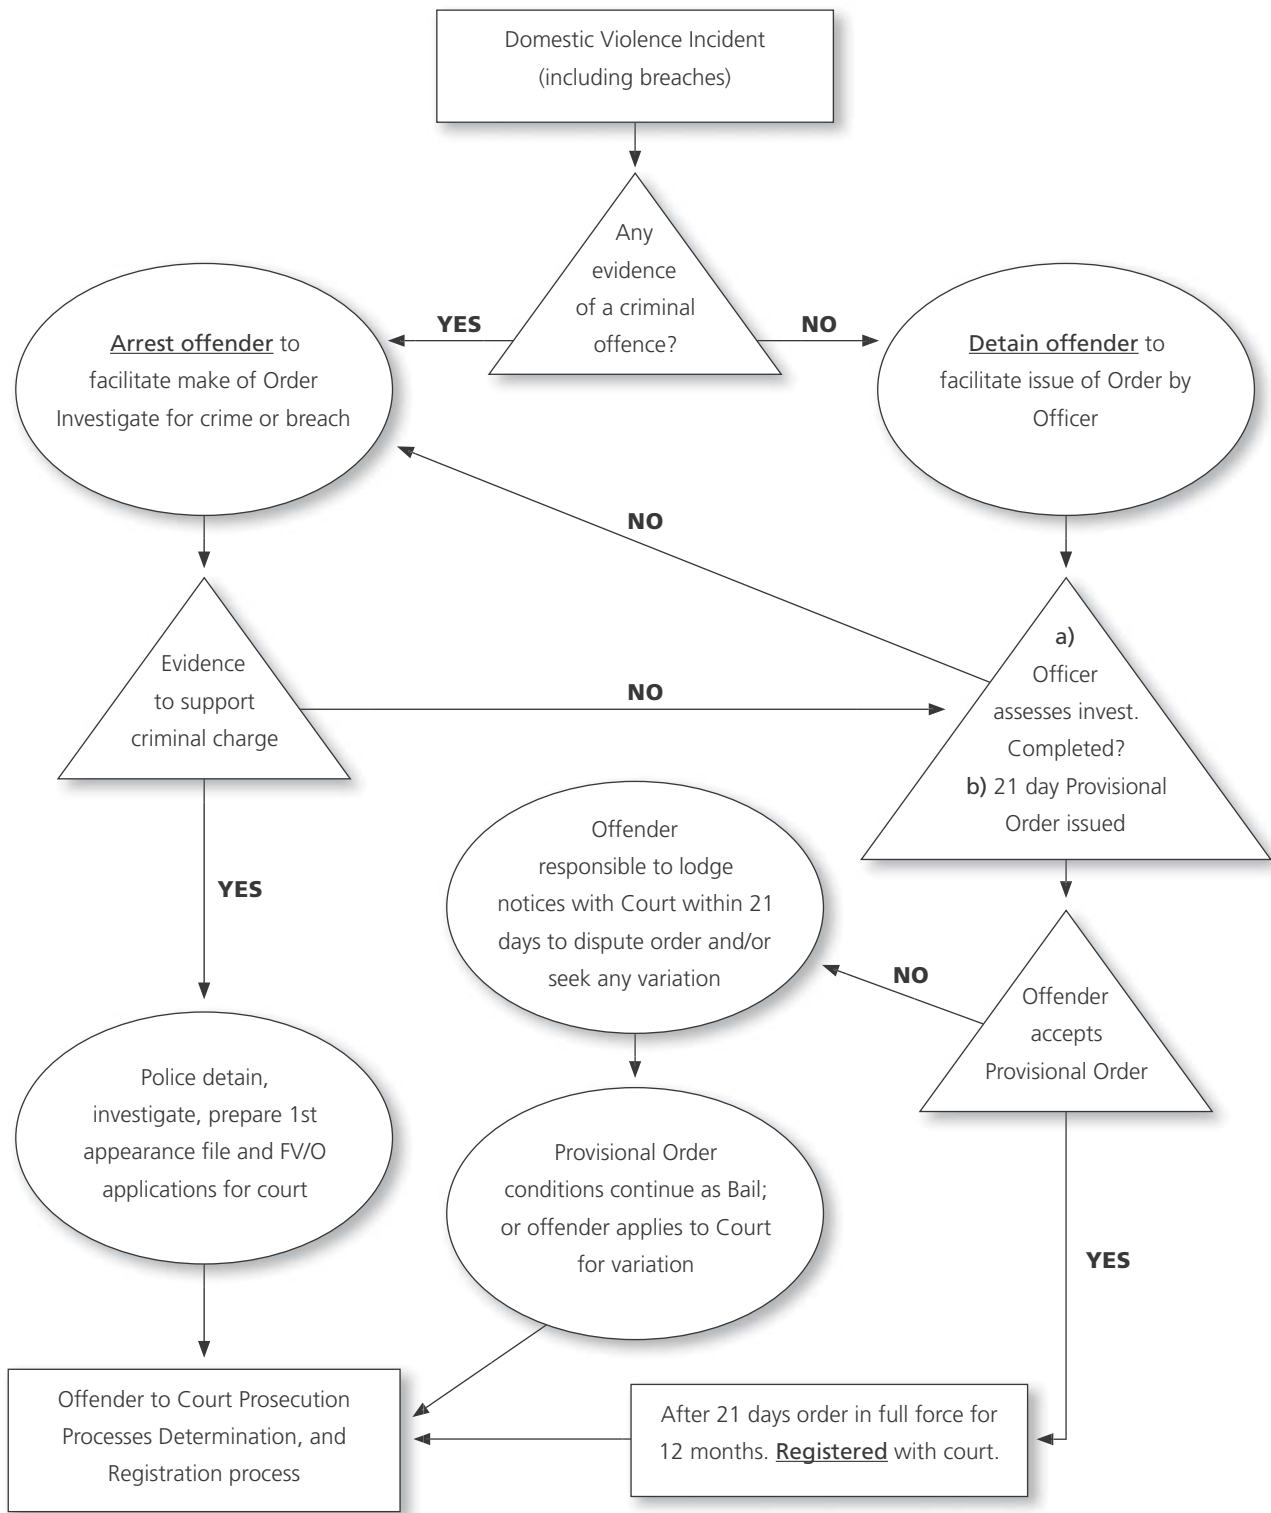 Domestic Violence Incident
(including breaches)
Any
evidence
of a criminal
offence?
YES
NO
Arrest offender to
facilitate make of Order
Investigate for crime or breach
Detain offender to
facilitate issue of Order by
Officer
NO
Evidence
to support
criminal charge
NO
a)
Officer
assesses invest.
Completed?
b) 21 day Provisional
Order issued
YES
Offender
responsible to lodge
notices with Court within 21
days to dispute order and/or
seek any variation
NO
Offender
accepts
Provisional Order
Police detain,
investigate, prepare 1st
appearance file and FV/O
applications for court
Provisional Order
conditions continue as Bail;
or offender applies to Court
for variation
YES
Offender to Court Prosecution
Processes Determination, and
Registration process
After 21 days order in full force for
12 months. Registered with court.